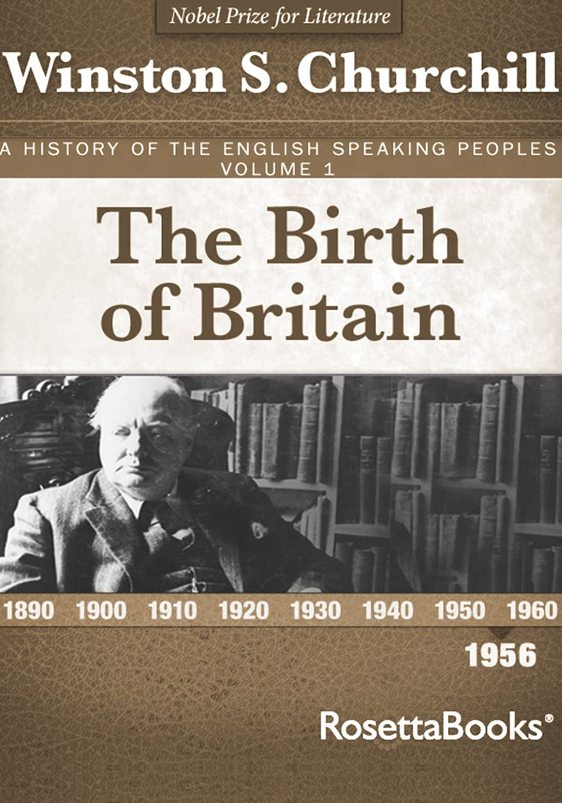 Nobel Prize for Literature
Winston S. Churchill
A HISTORY OF THE ENGLISH SPEAKING PEOPLES
VOLUME 1
The Birth
of Britain
1890 1900 1910 1920 1930 1940 1950 1960
1956
RosettaBooks®